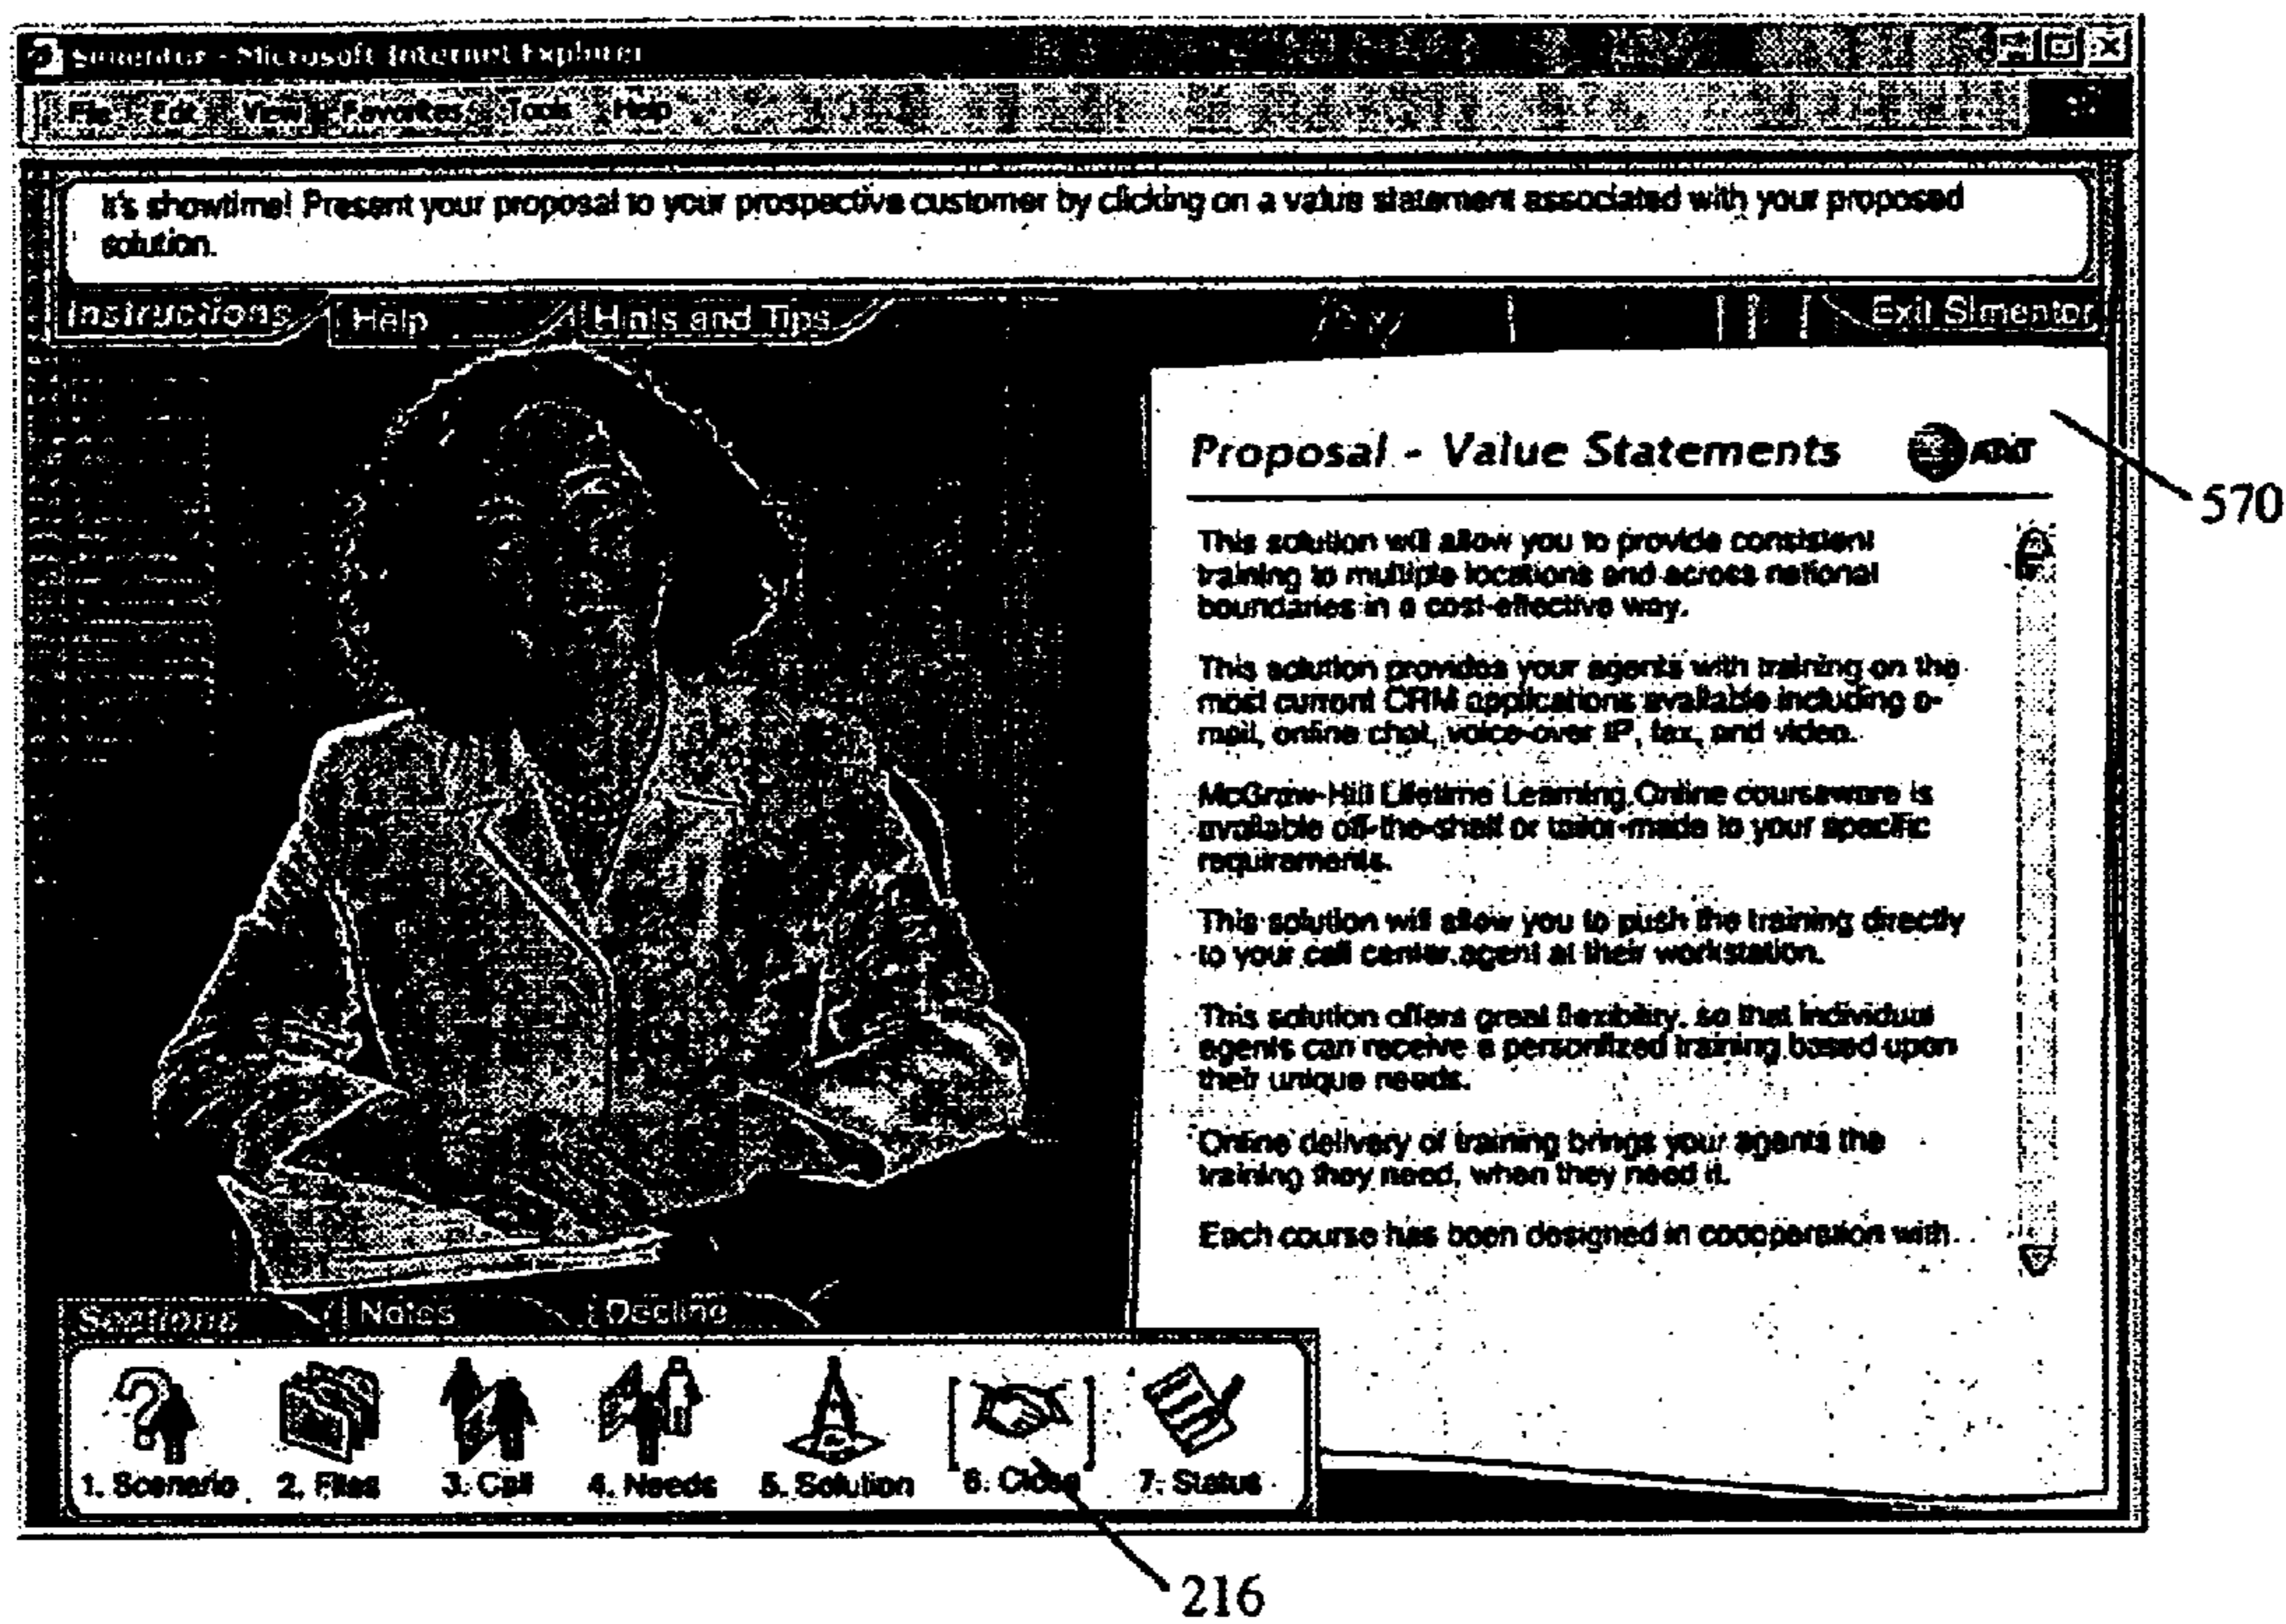 Simentor - Microsoft Internet Explorer
File Edit View Favorites Tools Help
It's showtime! Present your proposal to your prospective customer by clicking on a value statement associated with your proposed
solution.
Instructions Help Hints and Tips Exit Simentor
Proposal - Value Statements AT&T
570
This solution will allow you to provide consistent
training to multiple locations and across national
boundaries in a cost-effective way.
This solution provides your agents with training on the
most current CRM applications available including e-
mail, online chat, voice-over IP, fax, and video.
McGraw-Hill Lifetime Learning Online courseware is
available off-the-shelf or tailor-made to your specific
requirements.
This solution will allow you to push the training directly
to your call center agent at their workstation.
This solution offers great flexibility, so that individual
agents can receive a personlized training based upon
their unique needs.
Online delivery of training brings your agents the
training they need, when they need it.
Each course has been designed in cocoperation with
Sections Notes Decline
1. Scenario 2. Files 3. Call 4. Needs 5. Solution 6. Close 7. Status
216